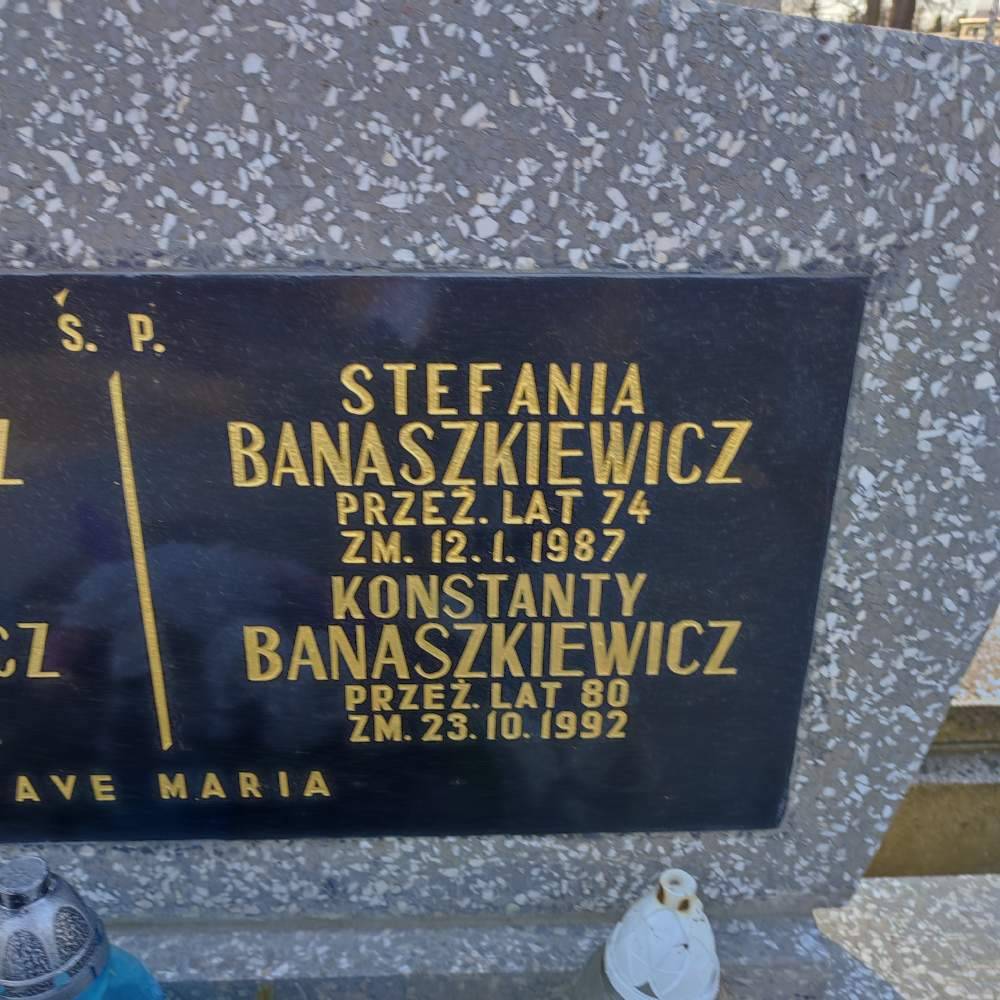 Ś. P.
STEFANIA
BANASZKIEWICZ
PRZEŻ. LAT 74
ZM. 12.1.1987
KONSTANTY
BANASZKIEWICZ
PRZEŻ. LAT 80
ZM. 23.10.1992
AVE MARIA